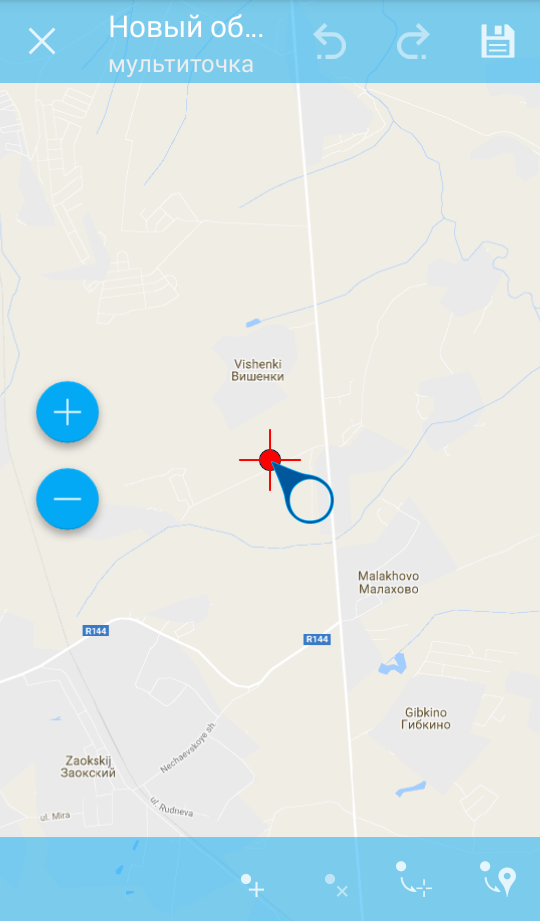 Новый об...
мультиточка
Vishenki
Вишенки
Malakhovo
Малахово
R144
R144
Gibkino
Гибкино
Nechaevskoye sh.
Zaokskij
Заокский
ul. Mira
ul. Rudneva